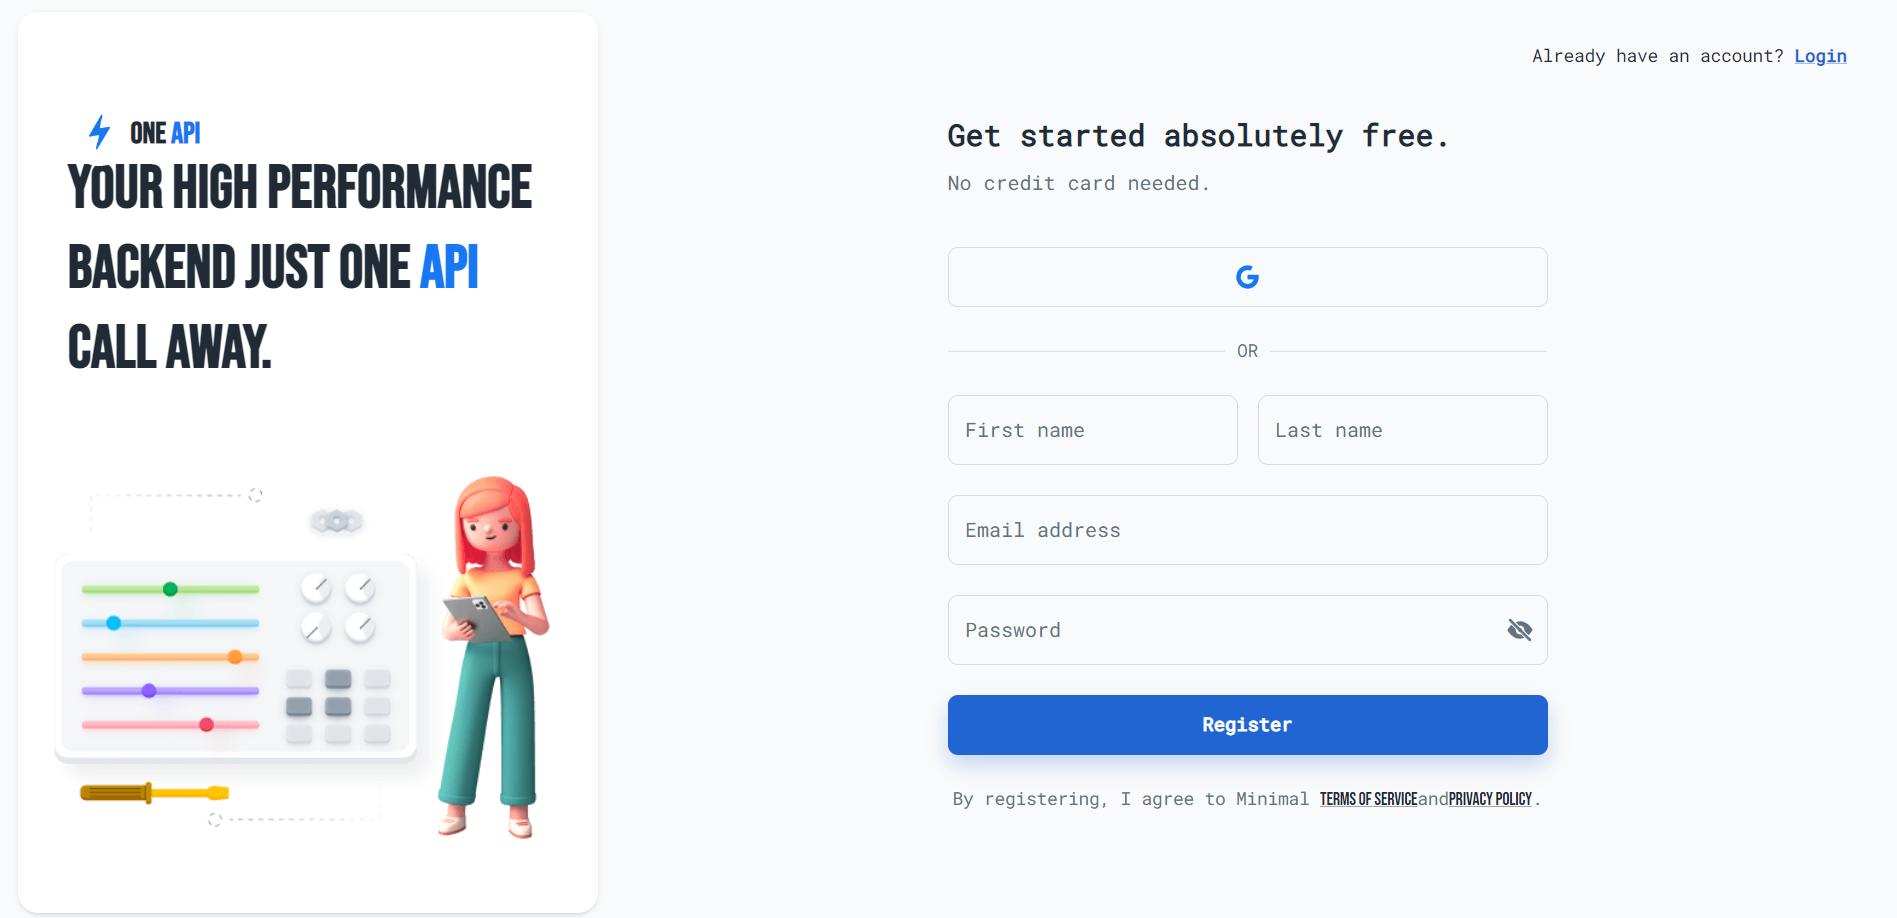 ONE API
YOUR HIGH PERFORMANCE
BACKEND JUST ONE API
CALL AWAY.
Already have an account? Login
Get started absolutely free.
No credit card needed.
OR
First name
Last name
Email address
Password
Register
By registering, I agree to Minimal TERMS OF SERVICEandPRIVACY POLICY.